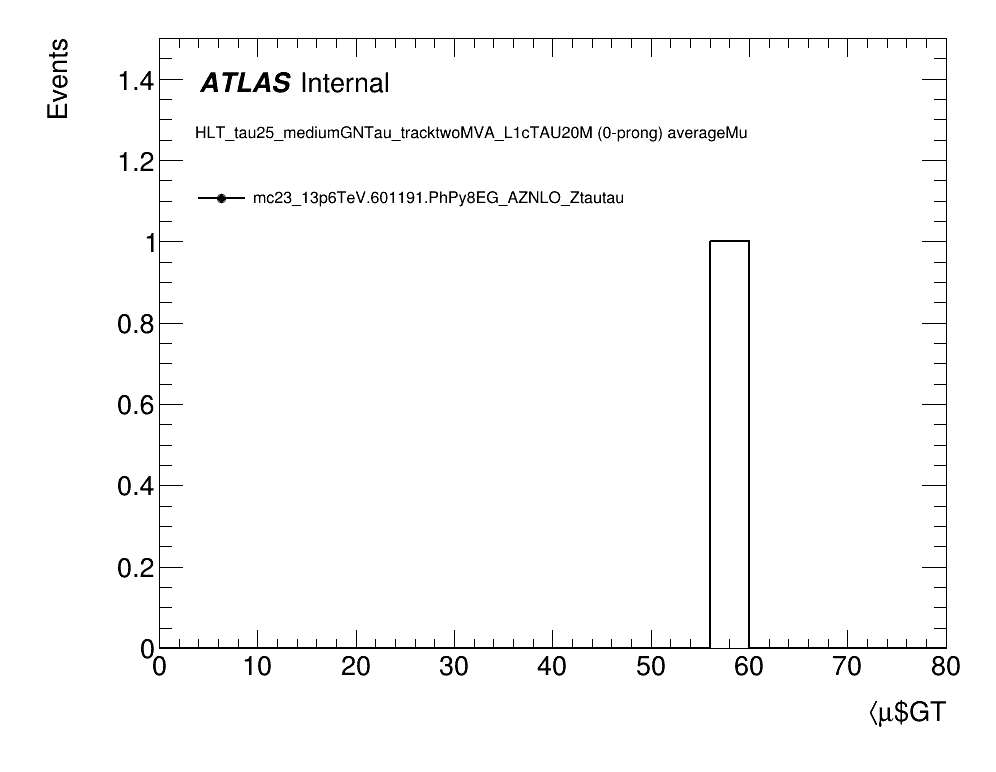 Events
ATLAS Internal
HLT_tau25_mediumGNTau_tracktwoMVA_L1cTAU20M (0-prong) averageMu
mc23_13p6TeV.601191.PhPy8EG_AZNLO_Ztautau
1.4
1.2
1
0.8
0.6
0.4
0.2
0
0 10 20 30 40 50 60 70 80
⟨μ$GT